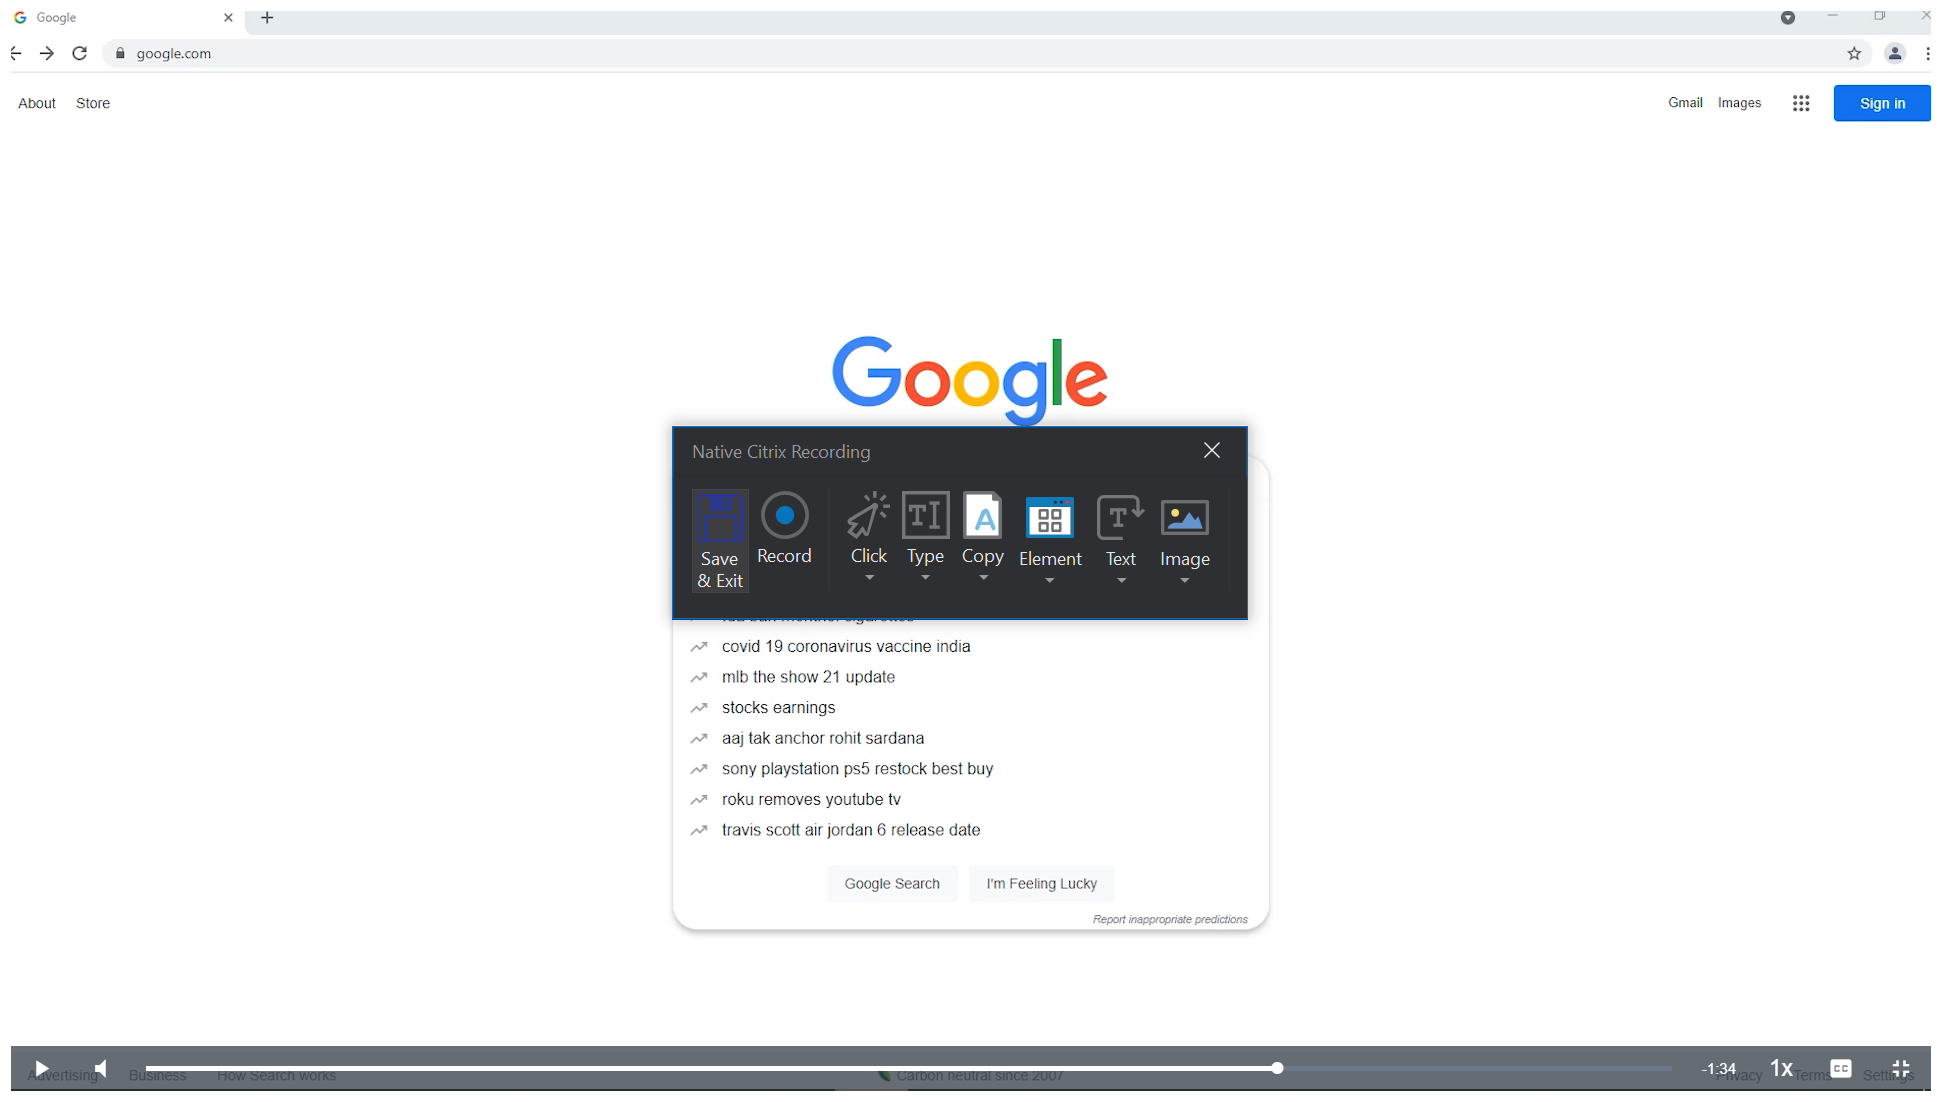 Google
google.com
About Store
Gmail Images Sign in
Google
Native Citrix Recording
Save & Exit
Record
Click
Type
Copy
Element
Text
Image
covid 19 coronavirus vaccine india
mlb the show 21 update
stocks earnings
aaj tak anchor rohit sardana
sony playstation ps5 restock best buy
roku removes youtube tv
travis scott air jordan 6 release date
Google Search I'm Feeling Lucky
Report inappropriate predictions
Advertising Business How Search works Carbon neutral since 2007 Privacy Terms Settings
-1:34 1x CC